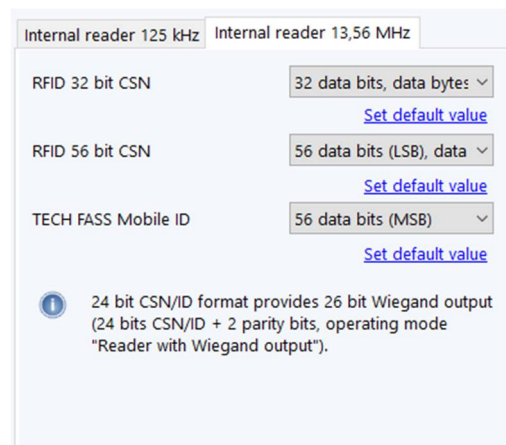 Internal reader 125 kHz Internal reader 13,56 MHz
RFID 32 bit CSN 32 data bits, data bytes
Set default value
RFID 56 bit CSN 56 data bits (LSB), data
Set default value
TECH FASS Mobile ID 56 data bits (MSB)
Set default value
24 bit CSN/ID format provides 26 bit Wiegand output
(24 bits CSN/ID + 2 parity bits, operating mode
"Reader with Wiegand output").